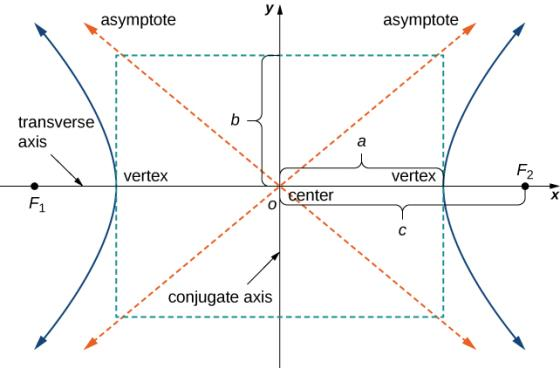 y
asymptote
asymptote
b
transverse
axis
a
vertex
vertex
F2
F1
o
center
x
c
conjugate axis